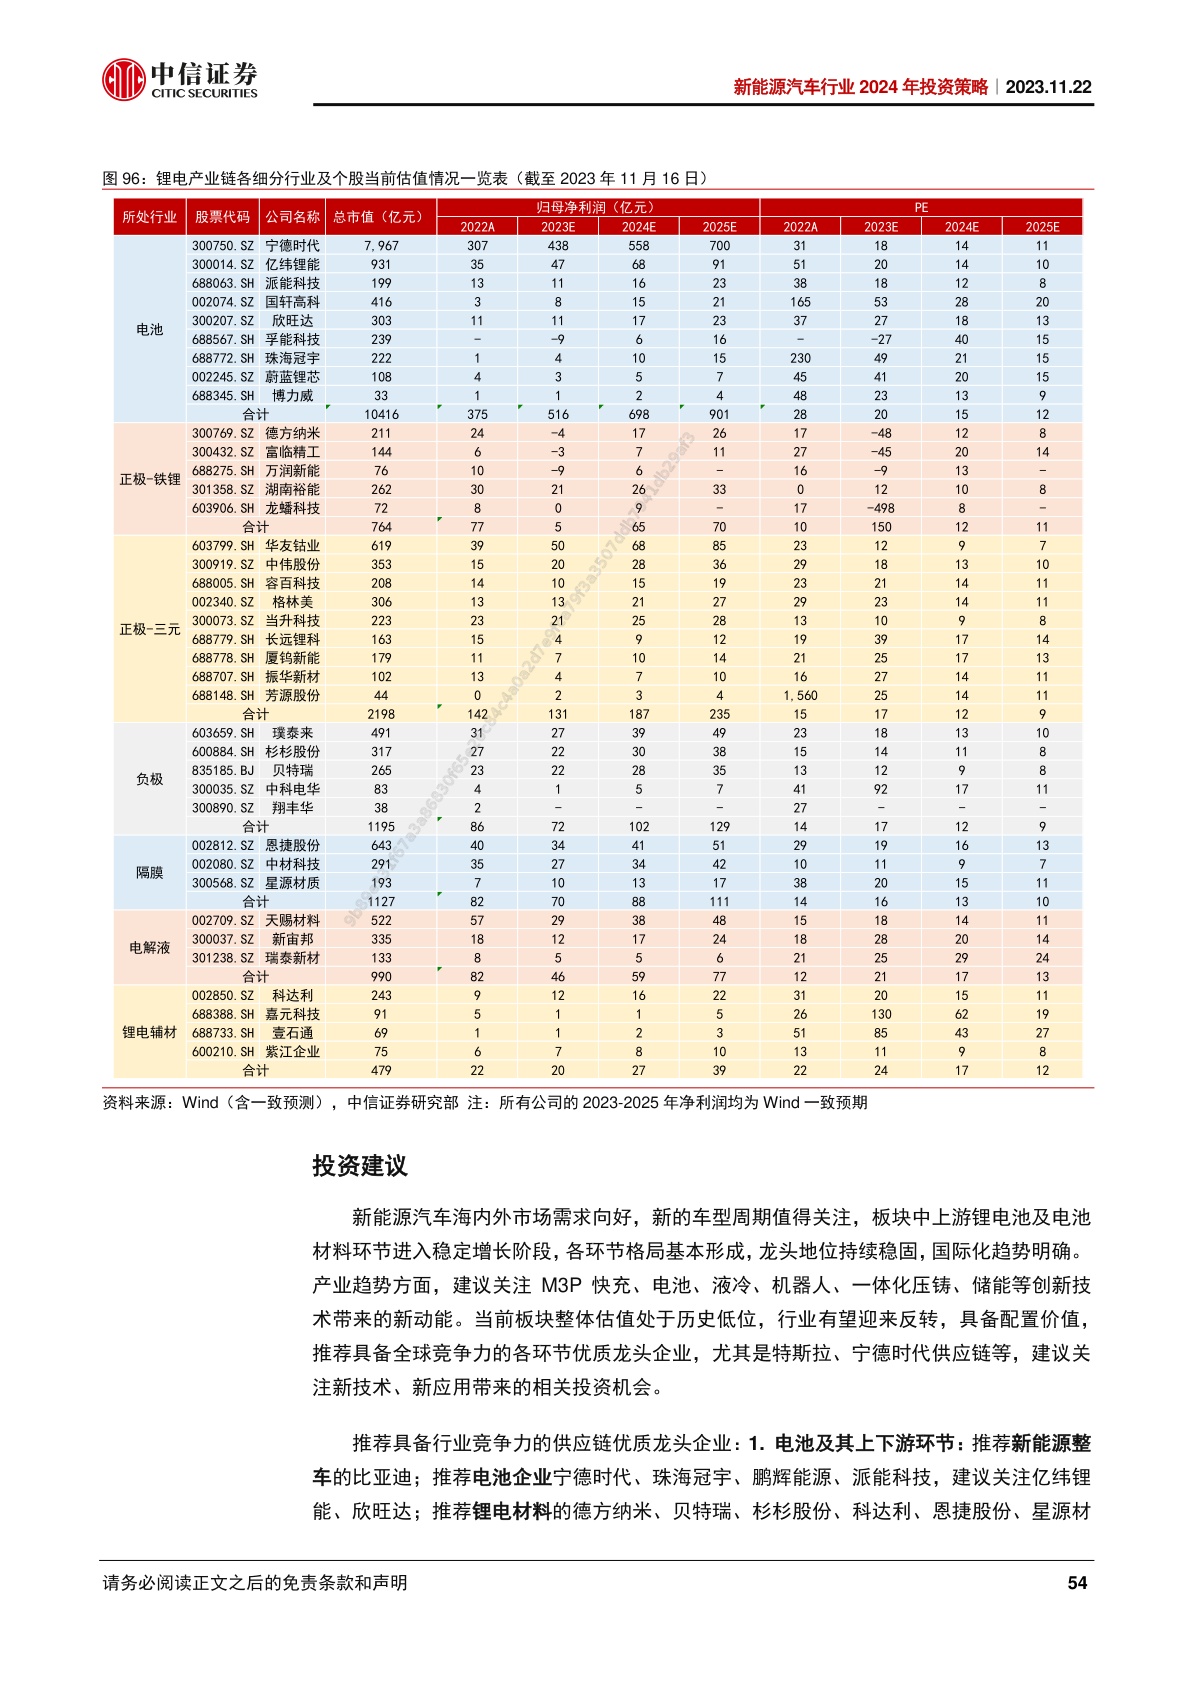 中信证券
CITIC SECURITIES
新能源汽车行业 2024 年投资策略｜2023.11.22
图 96：锂电产业链各细分行业及个股当前估值情况一览表（截至 2023 年 11 月 16 日）
所处行业 股票代码 公司名称 总市值（亿元） 归母净利润（亿元） PE
2022A 2023E 2024E 2025E 2022A 2023E 2024E 2025E
电池
300750.SZ 宁德时代 7,967 307 438 558 700 31 18 14 11
300014.SZ 亿纬锂能 931 35 47 68 91 51 20 14 10
688063.SH 派能科技 199 13 11 16 23 38 18 12 8
002074.SZ 国轩高科 416 3 8 15 21 165 53 28 20
300207.SZ 欣旺达 303 11 11 17 23 37 27 18 13
688567.SH 孚能科技 239 - -9 6 16 - -27 40 15
688772.SH 珠海冠宇 222 1 4 10 15 230 49 21 15
002245.SZ 蔚蓝锂芯 108 4 3 5 7 45 41 20 15
688345.SH 博力威 33 1 1 2 4 48 23 13 9
合计 10416 375 516 698 901 28 20 15 12
正极-铁锂
300769.SZ 德方纳米 211 24 -4 17 26 17 -48 12 8
300432.SZ 富临精工 144 6 -3 7 11 27 -45 20 14
688275.SH 万润新能 76 10 -9 6 - 16 -9 13 -
301358.SZ 湖南裕能 262 30 21 26 33 0 12 10 8
603906.SH 龙蟠科技 72 8 0 9 - 17 -498 8 -
合计 764 77 5 65 70 10 150 12 11
正极-三元
603799.SH 华友钴业 619 39 50 68 85 23 12 9 7
300919.SZ 中伟股份 353 15 20 28 36 29 18 13 10
688005.SH 容百科技 208 14 10 15 19 23 21 14 11
002340.SZ 格林美 306 13 13 21 27 29 23 14 11
300073.SZ 当升科技 223 23 21 25 28 13 10 9 8
688779.SH 长远锂科 163 15 4 9 12 19 39 17 14
688778.SH 厦钨新能 179 11 7 10 14 21 25 17 13
688707.SH 振华新材 102 13 4 7 10 16 27 14 11
688148.SH 芳源股份 44 0 2 3 4 1,560 25 14 11
合计 2198 142 131 187 235 15 17 12 9
负极
603659.SH 璞泰来 491 31 27 39 49 23 18 13 10
600884.SH 杉杉股份 317 27 22 30 38 15 14 11 8
835185.BJ 贝特瑞 265 23 22 28 35 13 12 9 8
300035.SZ 中科电华 83 4 1 5 7 41 92 17 11
300890.SZ 翔丰华 38 2 - - - 27 - - -
合计 1195 86 72 102 129 14 17 12 9
隔膜
002812.SZ 恩捷股份 643 40 34 41 51 29 19 16 13
002080.SZ 中材科技 291 35 27 34 42 10 11 9 7
300568.SZ 星源材质 193 7 10 13 17 38 20 15 11
合计 1127 82 70 88 111 14 16 13 10
电解液
002709.SZ 天赐材料 522 57 29 38 48 15 18 14 11
300037.SZ 新宙邦 335 18 12 17 24 18 28 20 14
301238.SZ 瑞泰新材 133 8 5 5 6 21 25 29 24
合计 990 82 46 59 77 12 21 17 13
锂电辅材
002850.SZ 科达利 243 9 12 16 22 31 20 15 11
688388.SH 嘉元科技 91 5 1 1 5 26 130 62 19
688733.SH 壹石通 69 1 1 2 3 51 85 43 27
600210.SH 紫江企业 75 6 7 8 10 13 11 9 8
合计 479 22 20 27 39 22 24 17 12
资料来源：Wind（含一致预测），中信证券研究部 注：所有公司的 2023-2025 年净利润均为 Wind 一致预期
投资建议
新能源汽车海内外市场需求向好，新的车型周期值得关注，板块中上游锂电池及电池
材料环节进入稳定增长阶段，各环节格局基本形成，龙头地位持续稳固，国际化趋势明确。
产业趋势方面，建议关注 M3P 快充、电池、液冷、机器人、一体化压铸、储能等创新技
术带来的新动能。当前板块整体估值处于历史低位，行业有望迎来反转，具备配置价值，
推荐具备全球竞争力的各环节优质龙头企业，尤其是特斯拉、宁德时代供应链等，建议关
注新技术、新应用带来的相关投资机会。
推荐具备行业竞争力的供应链优质龙头企业：1. 电池及其上下游环节：推荐新能源整
车的比亚迪；推荐电池企业宁德时代、珠海冠宇、鹏辉能源、派能科技，建议关注亿纬锂
能、欣旺达；推荐锂电材料的德方纳米、贝特瑞、杉杉股份、科达利、恩捷股份、星源材
请务必阅读正文之后的免责条款和声明
54